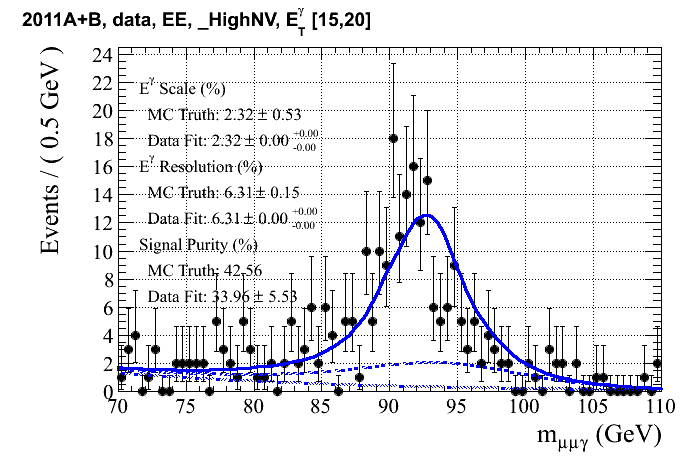 2011A+B, data, EE, _HighNV, E_T^γ [15,20]
Events / ( 0.5 GeV )
24
22
20
18
16
14
12
10
8
6
4
2
0
E^γ Scale (%)
MC Truth: 2.32 ± 0.53
Data Fit: 2.32 ± 0.00 +0.00 -0.00
E^γ Resolution (%)
MC Truth: 6.31 ± 0.15
Data Fit: 6.31 ± 0.00 +0.00 -0.00
Signal Purity (%)
MC Truth: 42.56
Data Fit: 33.96 ± 5.53
70 75 80 85 90 95 100 105 110
m_μμγ (GeV)